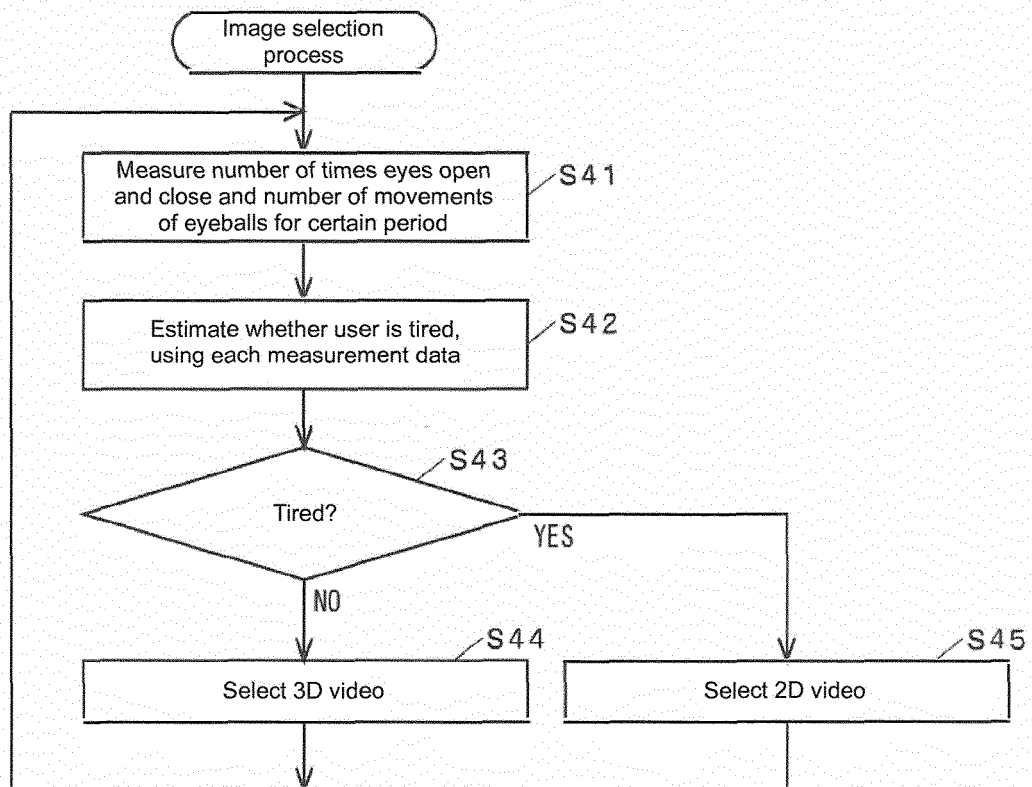 Image selection
process
Measure number of times eyes open
and close and number of movements
of eyeballs for certain period
S41
Estimate whether user is tired,
using each measurement data
S42
S43
Tired?
YES
NO
S44
Select 3D video
S45
Select 2D video